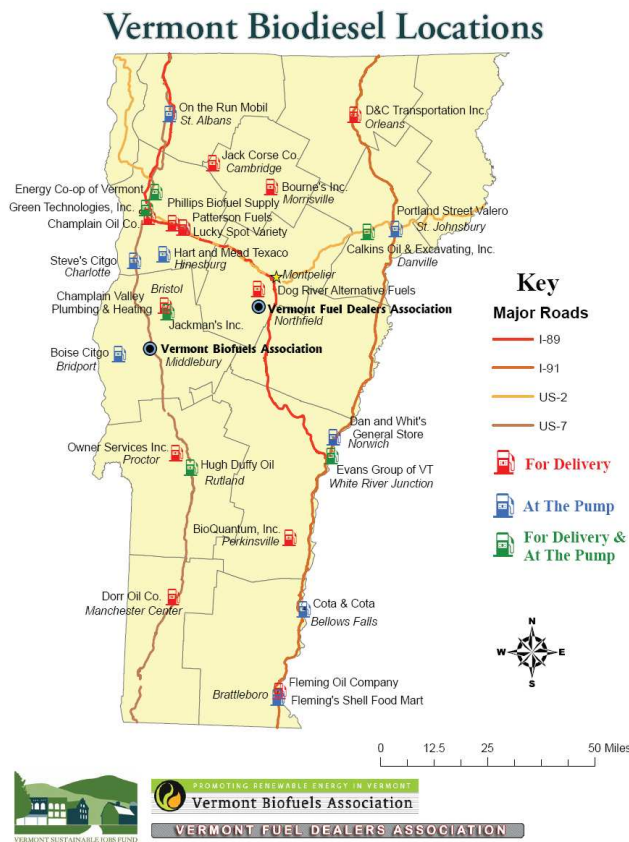 Vermont Biodiesel Locations
On the Run Mobil
St. Albans
D&C Transportation Inc.
Orleans
Jack Corse Co.
Cambridge
Bourne's Inc.
Morrisville
Energy Co-op of Vermont
Phillips Biofuel Supply
Green Technologies, Inc.
Patterson Fuels
Champlain Oil Co.
Lucky Spot Variety
Portland Street Valero
St. Johnsbury
Calkins Oil & Excavating, Inc.
Danville
Steve's Citgo
Charlotte
Hart and Mead Texaco
Hinesburg
Montpelier
Dog River Alternative Fuels
Bristol
Champlain Valley
Plumbing & Heating
Jackman's Inc.
Vermont Fuel Dealers Association
Northfield
Vermont Biofuels Association
Middlebury
Boise Citgo
Bridport
Dan and Whit's
General Store
Norwich
Owner Services Inc.
Proctor
Hugh Duffy Oil
Rutland
Evans Group of VT
White River Junction
BioQuantum, Inc.
Perkinsville
Dorr Oil Co.
Manchester Center
Cota & Cota
Bellows Falls
Fleming Oil Company
Brattleboro
Fleming's Shell Food Mart
Key
Major Roads
I-89
I-91
US-2
US-7
For Delivery
At The Pump
For Delivery &
At The Pump
N
W E
S
0 12.5 25 50 Miles
VERMONT SUSTAINABLE JOBS FUND
PROMOTING RENEWABLE ENERGY IN VERMONT
Vermont Biofuels Association
VERMONT FUEL DEALERS ASSOCIATION